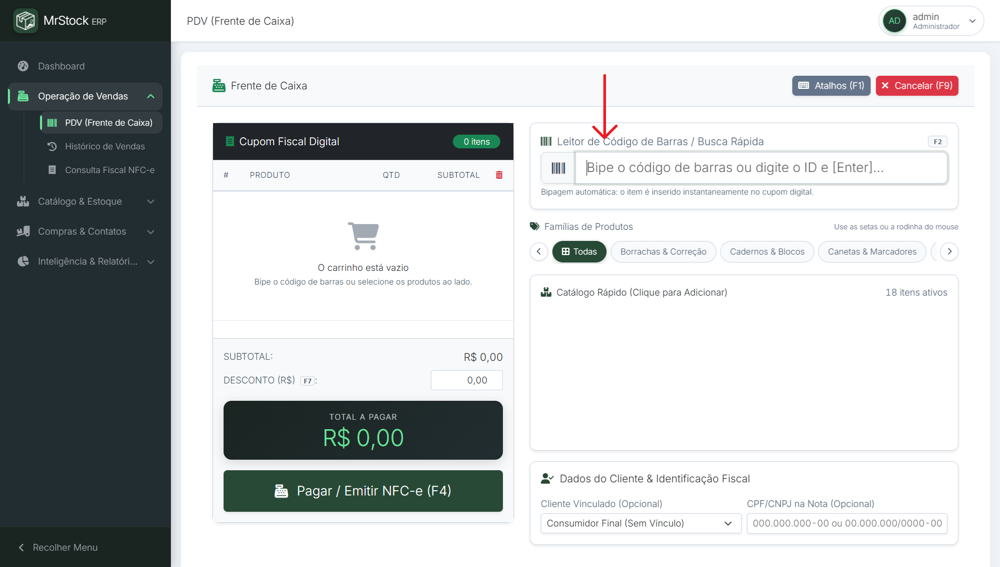 MrStock ERP
PDV (Frente de Caixa)
AD
admin
Administrador
Dashboard
Operação de Vendas
PDV (Frente de Caixa)
Histórico de Vendas
Consulta Fiscal NFC-e
Catálogo & Estoque
Compras & Contatos
Inteligência & Relatóri...
Recolher Menu
Frente de Caixa
Atalhos (F1)
Cancelar (F9)
Cupom Fiscal Digital
0 itens
# PRODUTO QTD SUBTOTAL
O carrinho está vazio
Bipe o código de barras ou selecione os produtos ao lado.
SUBTOTAL: R$ 0,00
DESCONTO (R$) F7: 0,00
TOTAL A PAGAR
R$ 0,00
Pagar / Emitir NFC-e (F4)
Leitor de Código de Barras / Busca Rápida F2
Bipe o código de barras ou digite o ID e [Enter]...
Bipagem automática: o item é inserido instantaneamente no cupom digital.
Famílias de Produtos
Use as setas ou a rodinha do mouse
Todas
Borrachas & Correção
Cadernos & Blocos
Canetas & Marcadores
Catálogo Rápido (Clique para Adicionar)
18 itens ativos
Dados do Cliente & Identificação Fiscal
Cliente Vinculado (Opcional)
Consumidor Final (Sem Vínculo)
CPF/CNPJ na Nota (Opcional)
000.000.000-00 ou 00.000.000/0000-00